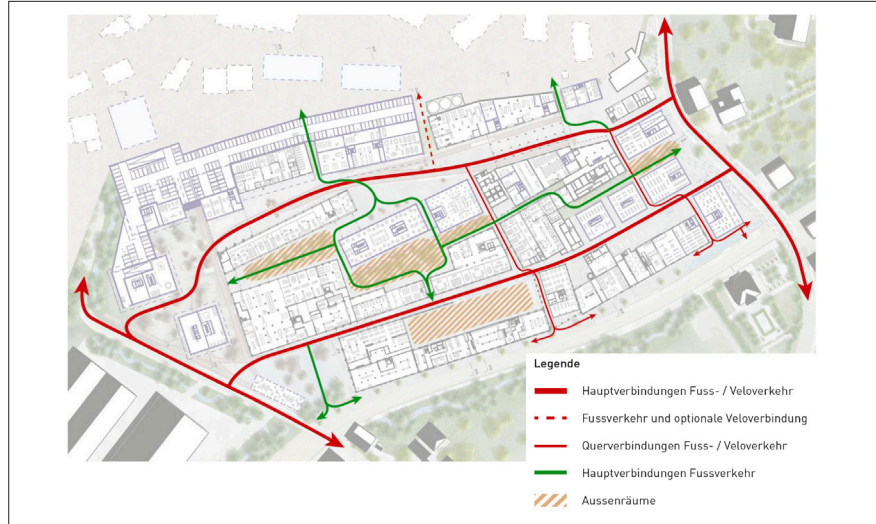 Legende
Hauptverbindungen Fuss- / Veloverkehr
Fussverkehr und optionale Veloverbindung
Querverbindungen Fuss- / Veloverkehr
Hauptverbindungen Fussverkehr
Aussenräume